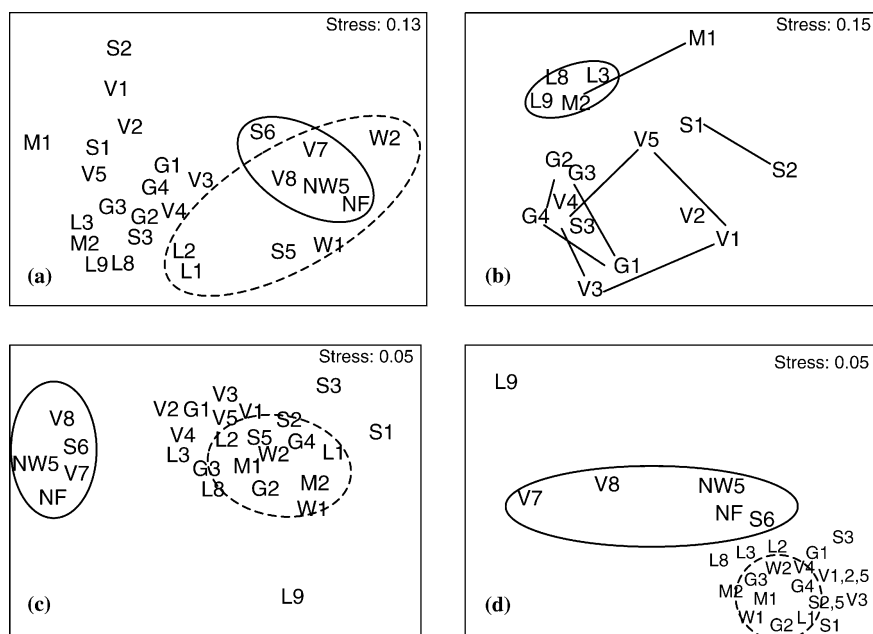 Stress: 0.13
S2
V1
V2
M1
S1
V5
G1
G4
V3
G3
G2
V4
L3
S3
M2
L9 L8
L2
L1
S6
V7
W2
V8
NW5
NF
S5
W1
(a)
Stress: 0.15
M1
L8
L3
L9
M2
S1
V5
S2
G2
G3
V4
G4
S3
V2
V1
G1
V3
(b)
Stress: 0.05
V8
S6
NW5
V7
NF
V3
S3
V2 G1
V5 V1
S2
S1
V4
L2
S5
G4
L3
W2
L1
G3
M1
L8
G2
M2
W1
L9
(c)
Stress: 0.05
L9
V7
V8
NW5
NF
S6
S3
L8
L3
L2
G1
W2
V4
V1,2,5
G3
G4
M2
M1
S2,5
V3
W1
G2
L1
S1
(d)